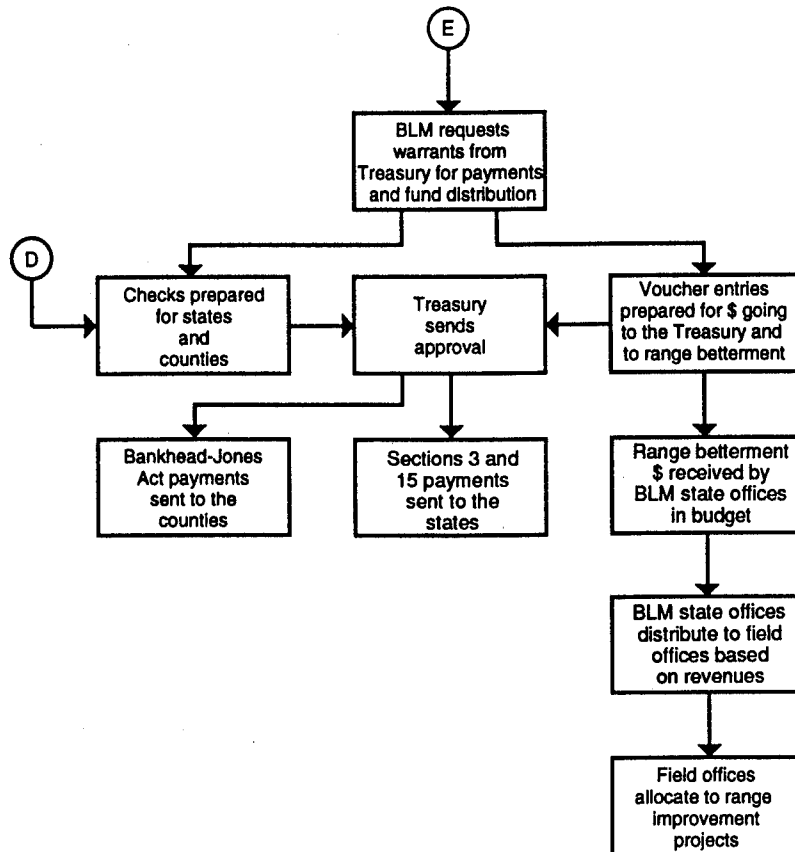 E
BLM requests
warrants from
Treasury for payments
and fund distribution
D
Checks prepared
for states
and
counties
Treasury
sends
approval
Voucher entries
prepared for $ going
to the Treasury and
to range betterment
Bankhead-Jones
Act payments
sent to the
counties
Sections 3 and
15 payments
sent to the
states
Range betterment
$ received by
BLM state offices
in budget
BLM state offices
distribute to field
offices based
on revenues
Field offices
allocate to range
improvement
projects